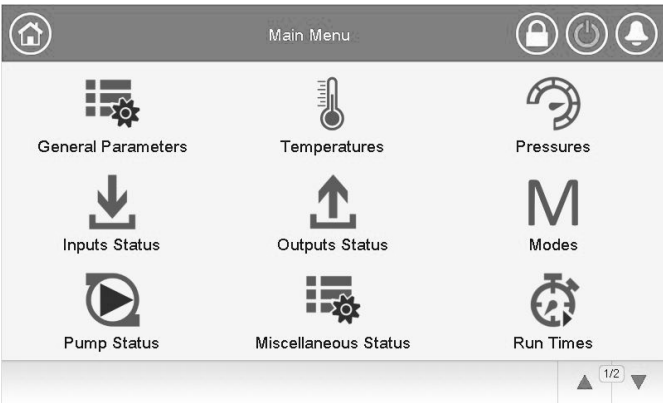 Main Menu
General Parameters
Temperatures
Pressures
Inputs Status
Outputs Status
M
Modes
Pump Status
Miscellaneous Status
Run Times
1/2